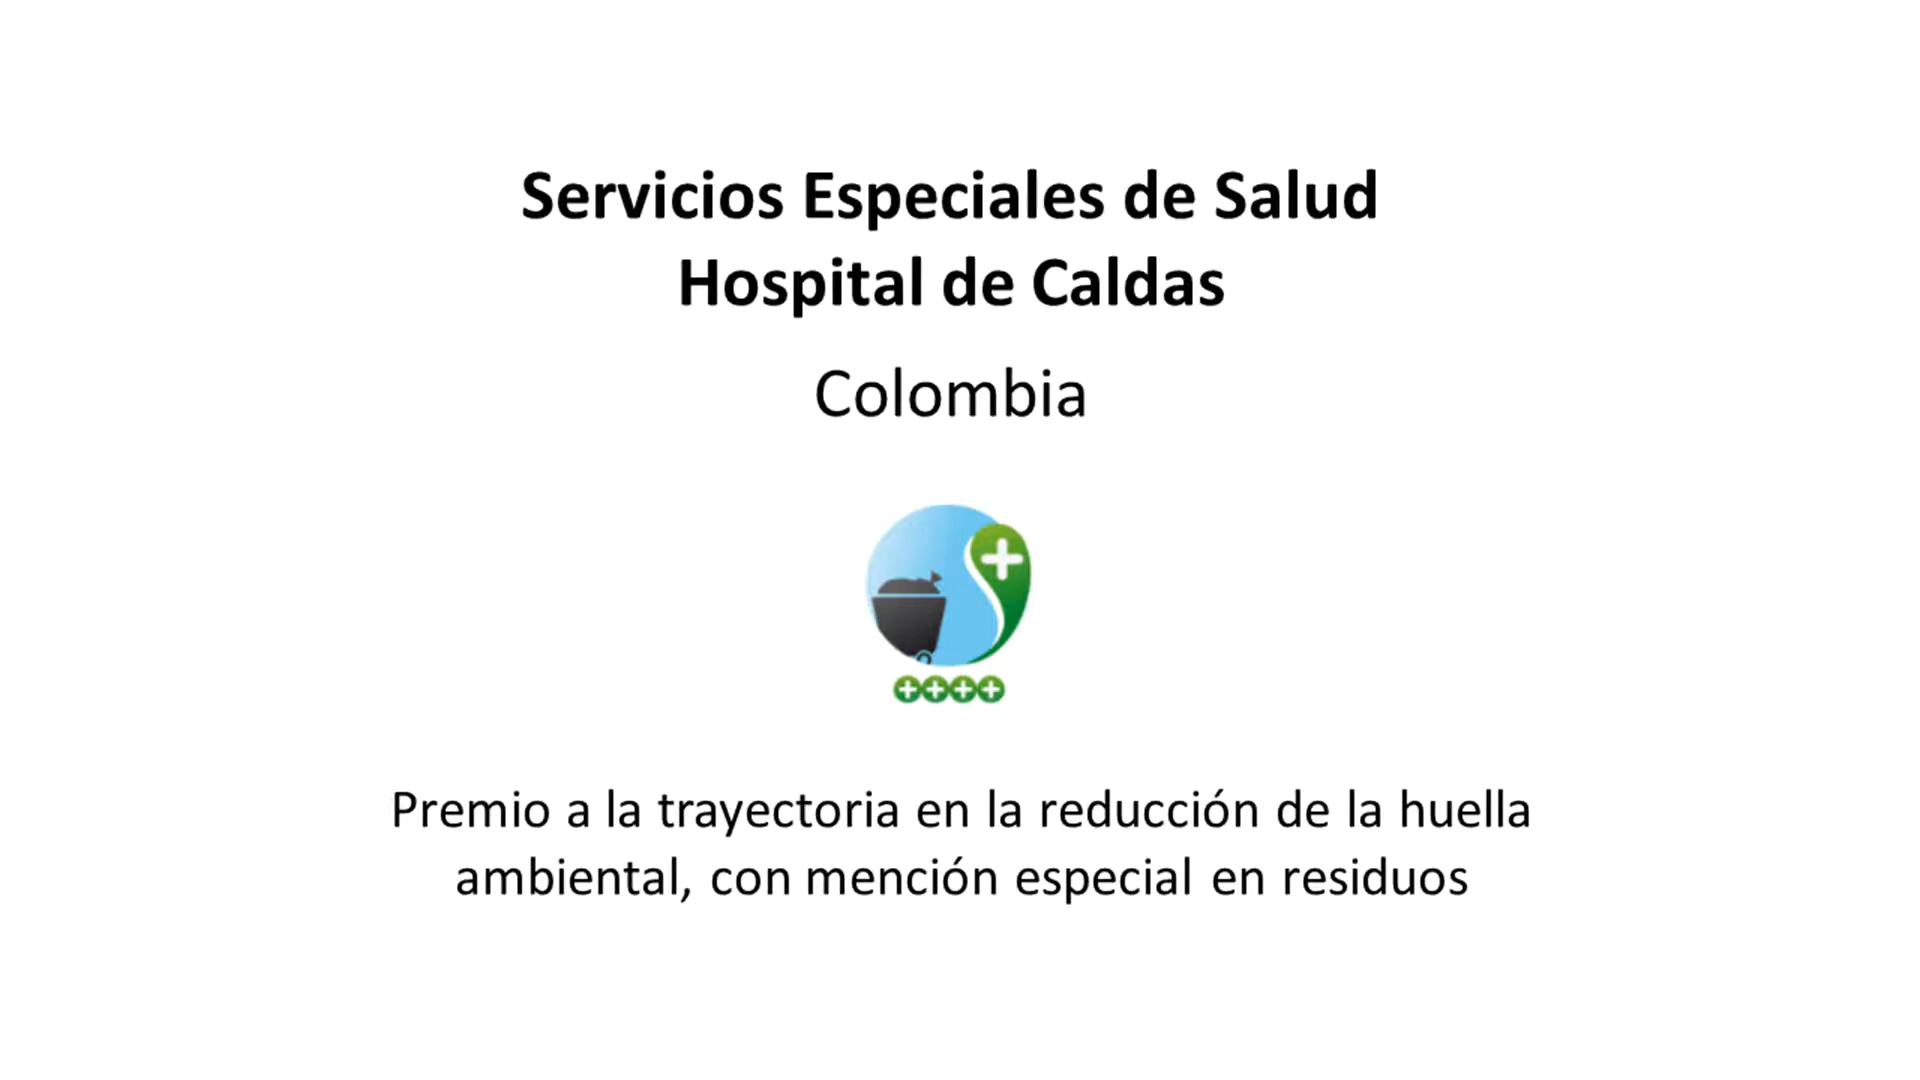 Servicios Especiales de Salud
Hospital de Caldas
Colombia
Premio a la trayectoria en la reducción de la huella
ambiental, con mención especial en residuos